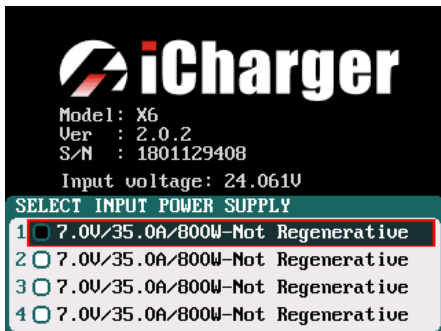 iCharger
Model: X6
Ver : 2.0.2
S/N : 1801129408
Input voltage: 24.061V
SELECT INPUT POWER SUPPLY
1 7.0V/35.0A/800W-Not Regenerative
2 7.0V/35.0A/800W-Not Regenerative
3 7.0V/35.0A/800W-Not Regenerative
4 7.0V/35.0A/800W-Not Regenerative